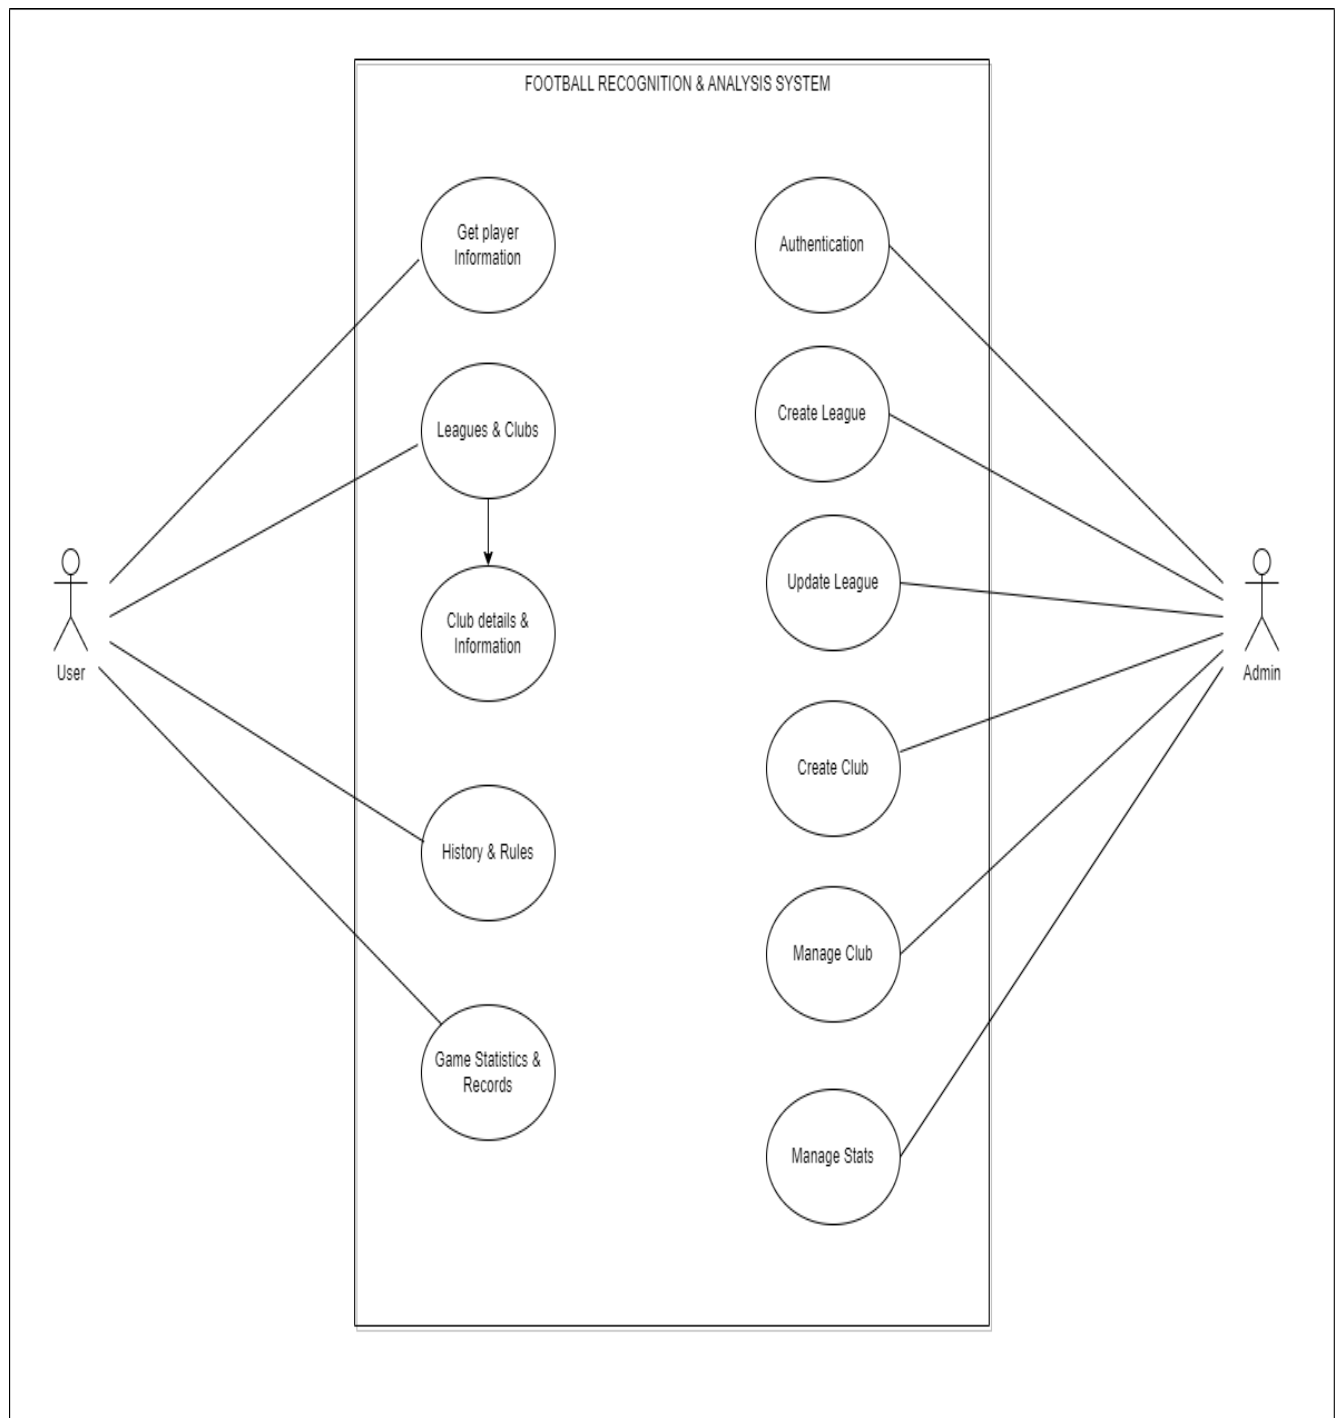 FOOTBALL RECOGNITION & ANALYSIS SYSTEM
Get player
Information
Authentication
Create League
Leagues & Clubs
Update League
Club details &
Information
User
Admin
Create Club
History & Rules
Manage Club
Game Statistics &
Records
Manage Stats